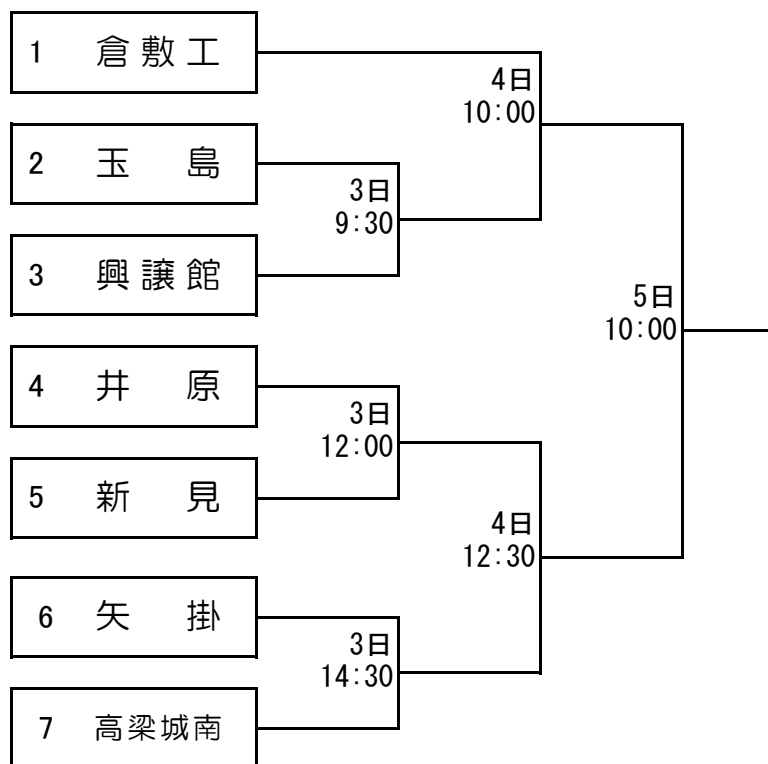 1 倉敷工
4日
10:00
2 玉島
3日
9:30
3 興譲館
5日
10:00
4 井原
3日
12:00
5 新見
4日
12:30
6 矢掛
3日
14:30
7 高梁城南